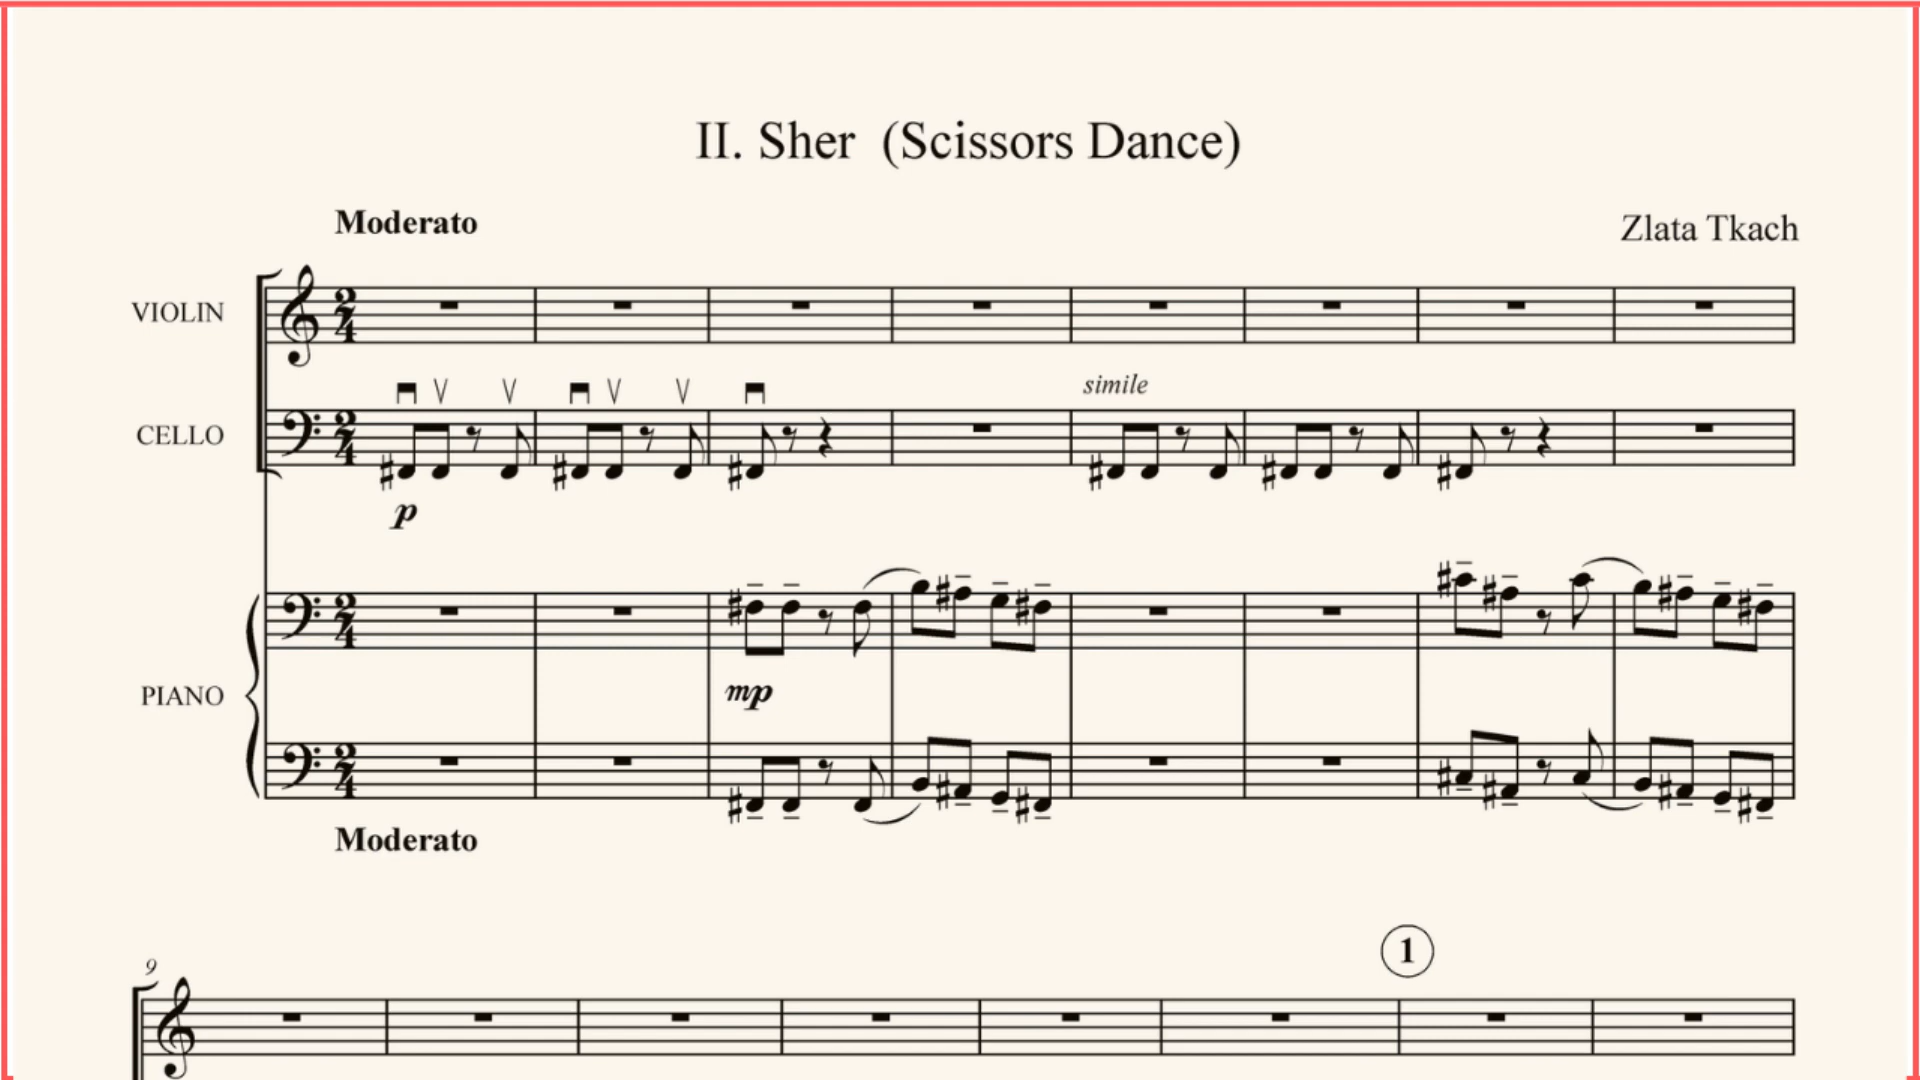 II. Sher (Scissors Dance)
Moderato
Zlata Tkach
VIOLIN
CELLO
simile
p
PIANO
mp
Moderato
9
1